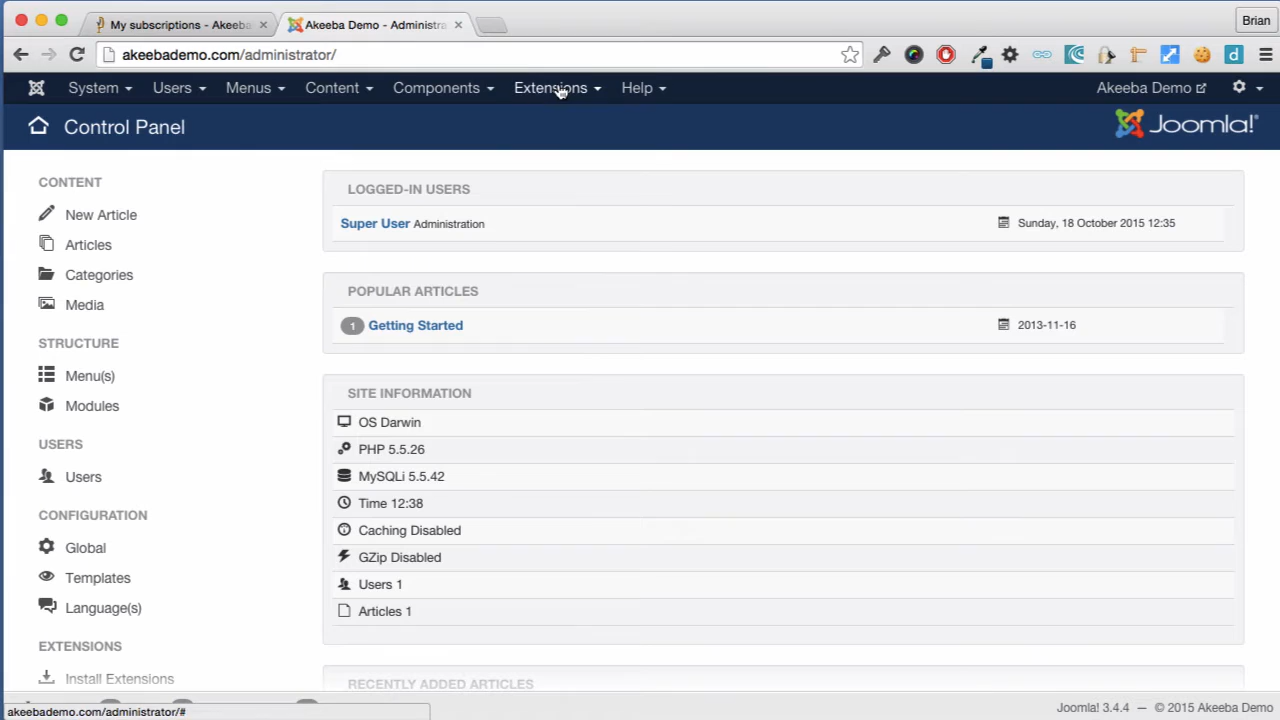 My subscriptions - Akeeba
Akeeba Demo - Administra
Brian
akeebademo.com/administrator/
System Users Menus Content Components Extensions Help Akeeba Demo
Control Panel Joomla!®
CONTENT
New Article
Articles
Categories
Media
STRUCTURE
Menu(s)
Modules
USERS
Users
CONFIGURATION
Global
Templates
Language(s)
EXTENSIONS
Install Extensions
LOGGED-IN USERS
Super User Administration Sunday, 18 October 2015 12:35
POPULAR ARTICLES
1 Getting Started 2013-11-16
SITE INFORMATION
OS Darwin
PHP 5.5.26
MySQLi 5.5.42
Time 12:38
Caching Disabled
GZip Disabled
Users 1
Articles 1
RECENTLY ADDED ARTICLES
akeebademo.com/administrator/#
Joomla! 3.4.4 — © 2015 Akeeba Demo